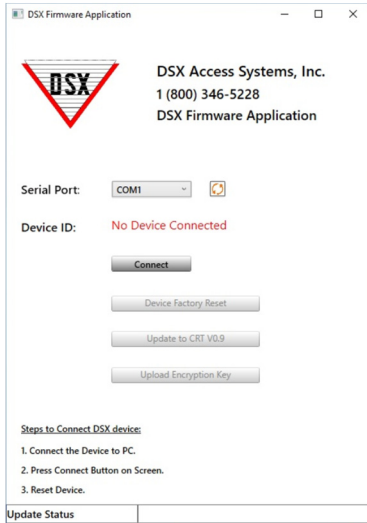 DSX Firmware Application
DSX
DSX Access Systems, Inc.
1 (800) 346-5228
DSX Firmware Application
Serial Port:
COM1
Device ID:
No Device Connected
Connect
Device Factory Reset
Update to CRT V0.9
Upload Encryption Key
Steps to Connect DSX device:
1. Connect the Device to PC.
2. Press Connect Button on Screen.
3. Reset Device.
Update Status